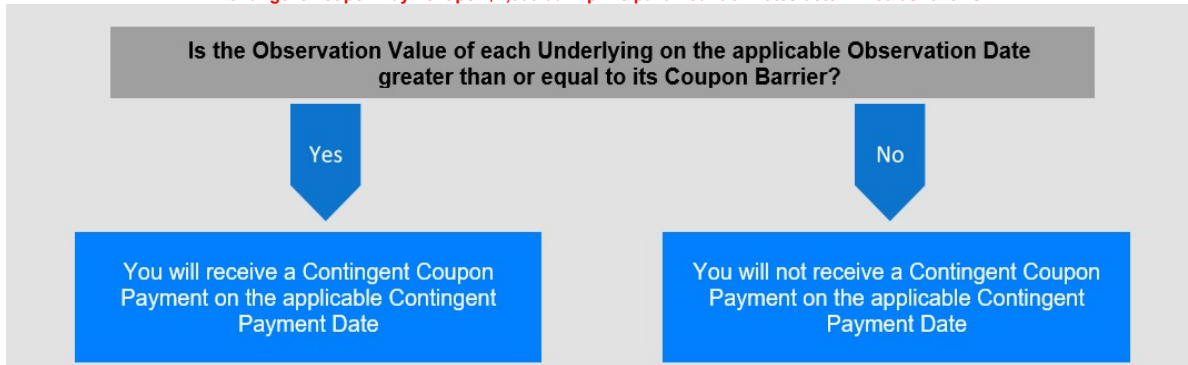 Is the Observation Value of each Underlying on the applicable Observation Date
greater than or equal to its Coupon Barrier?
Yes
No
You will receive a Contingent Coupon
Payment on the applicable Contingent
Payment Date
You will not receive a Contingent Coupon
Payment on the applicable Contingent
Payment Date